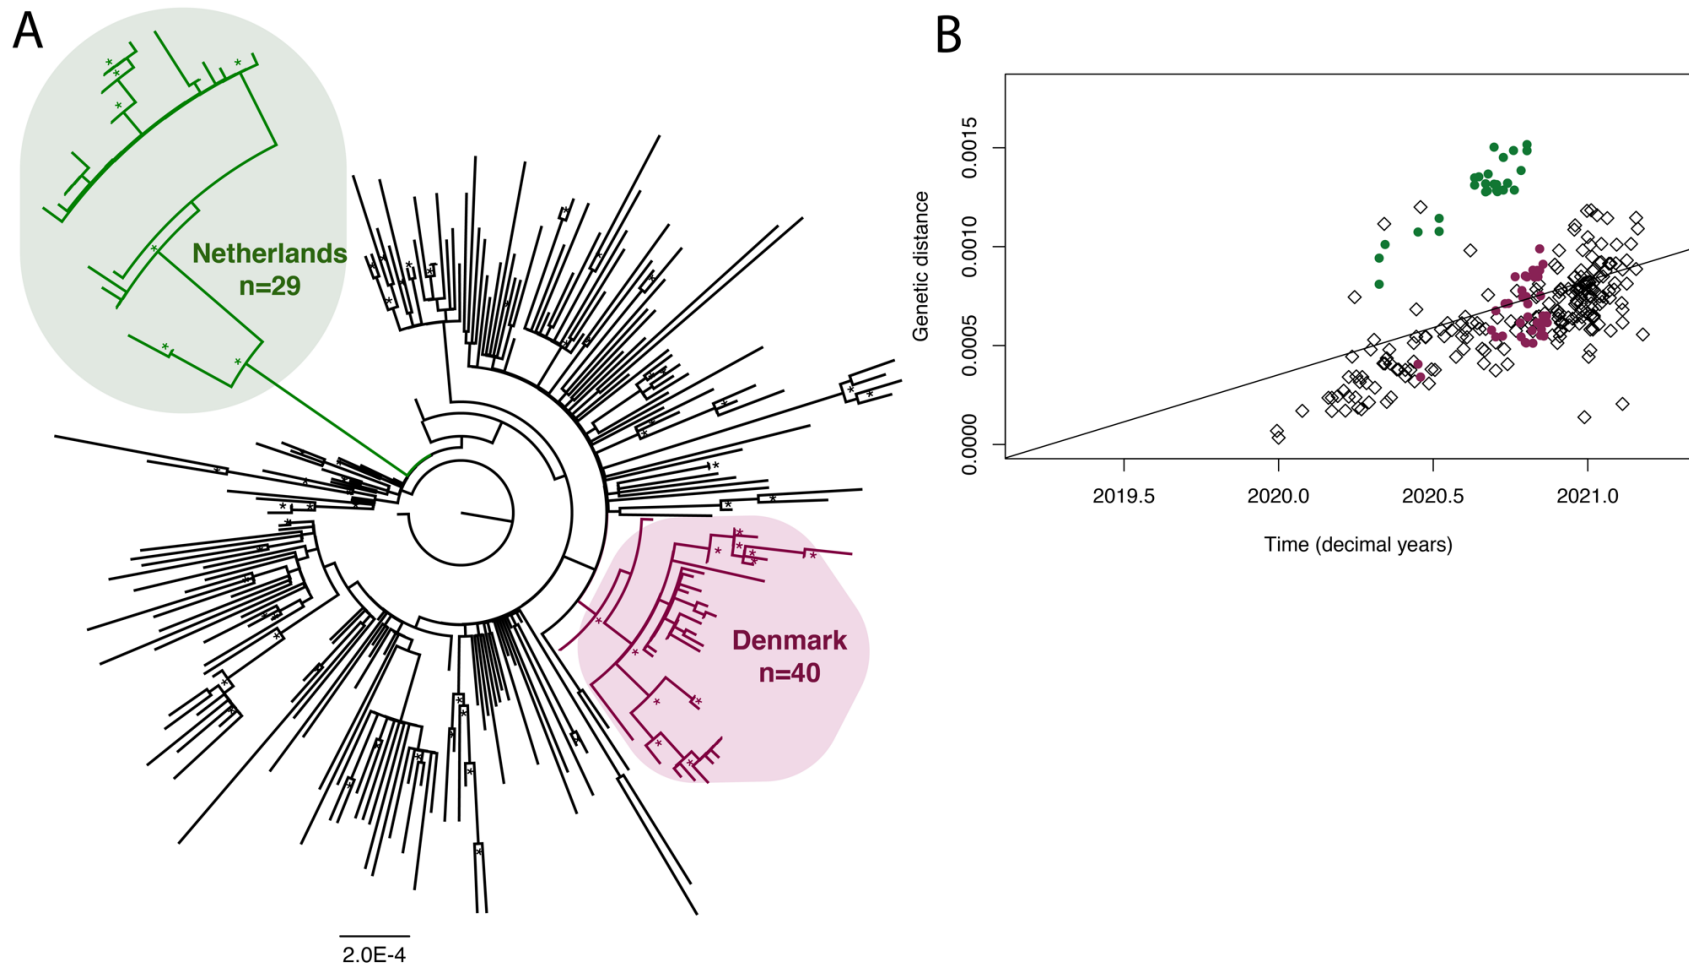 A
Netherlands
n=29
Denmark
n=40
2.0E-4
B
Genetic distance
0.0015
0.0010
0.0005
0.0000
2019.5
2020.0
2020.5
2021.0
Time (decimal years)